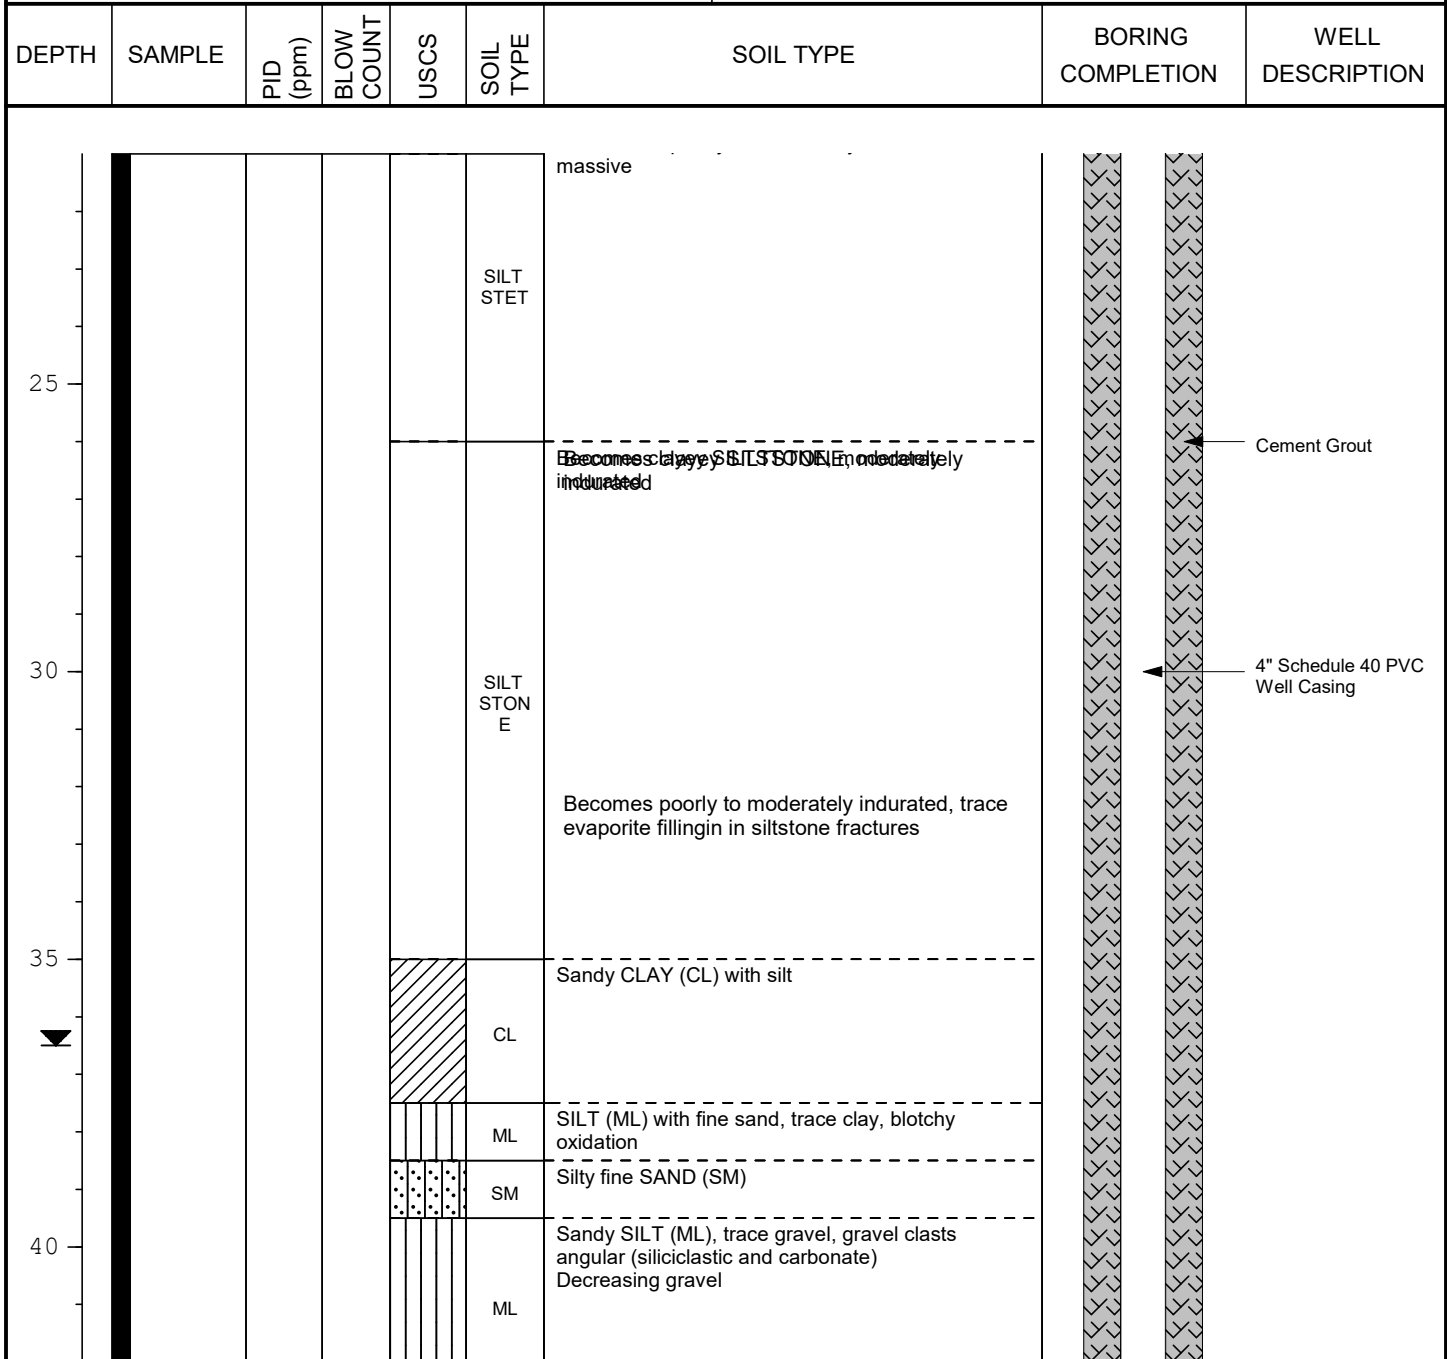 DEPTH
SAMPLE
PID
(ppm)
BLOW
COUNT
USCS
SOIL
TYPE
SOIL TYPE
BORING
COMPLETION
WELL
DESCRIPTION
massive
SILT
STET
25
Cement Grout
Becomes clayey SILTSTONE, moderately
indurated
30
SILT
STON
E
4" Schedule 40 PVC
Well Casing
Becomes poorly to moderately indurated, trace
evaporite fillingin in siltstone fractures
35
Sandy CLAY (CL) with silt
CL
SILT (ML) with fine sand, trace clay, blotchy
oxidation
ML
Silty fine SAND (SM)
SM
40
Sandy SILT (ML), trace gravel, gravel clasts
angular (siliciclastic and carbonate)
Decreasing gravel
ML